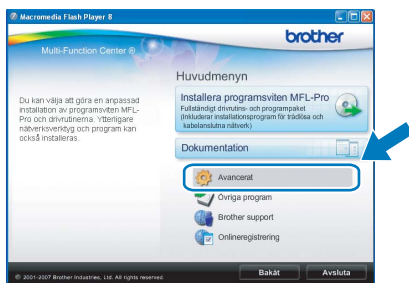 Macromedia Flash Player 8
brother
Multi-Function Center ®
Huvudmenyn
Du kan välja att göra en anpassad
installation av programsviten MFL-
Pro och drivrutinerna. Ytterligare
nätverksverktyg och program kan
också installeras.
Installera programsviten MFL-Pro
Fullständigt drivrutins- och programpaket
(Inkluderar installationsprogram för trådlösa och
kabelanslutna nätverk)
Dokumentation
Avancerat
Övriga program
Brother support
Onlineregistrering
© 2001-2007 Brother Industries, Ltd. All rights reserved.
Bakåt
Avsluta